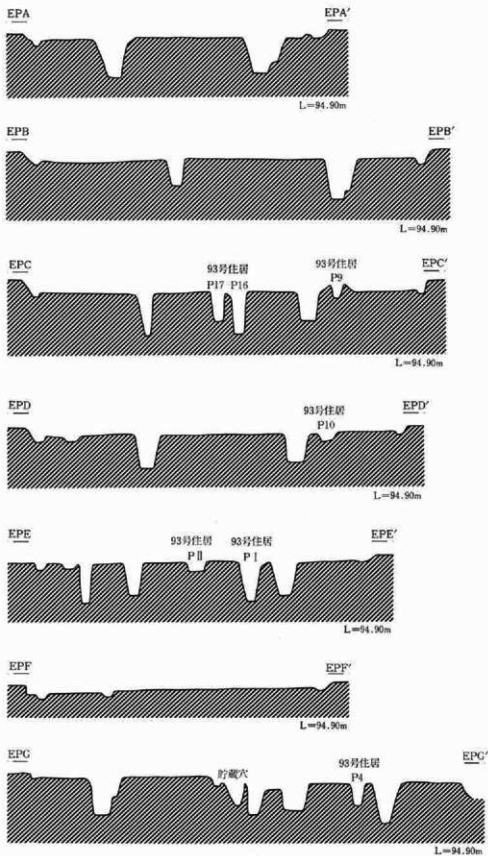 EPA EPA′
L=94.90m
EPB EPB′
L=94.90m
EPC EPC′
93号住居 93号住居
P17 P16 P9
L=94.90m
EPD EPD′
93号住居
P10
L=94.90m
EPE EPE′
93号住居 93号住居
PⅡ PⅠ
L=94.90m
EPF EPF′
L=94.90m
EPG EPG′
93号住居
貯蔵穴 P4
L=94.90m